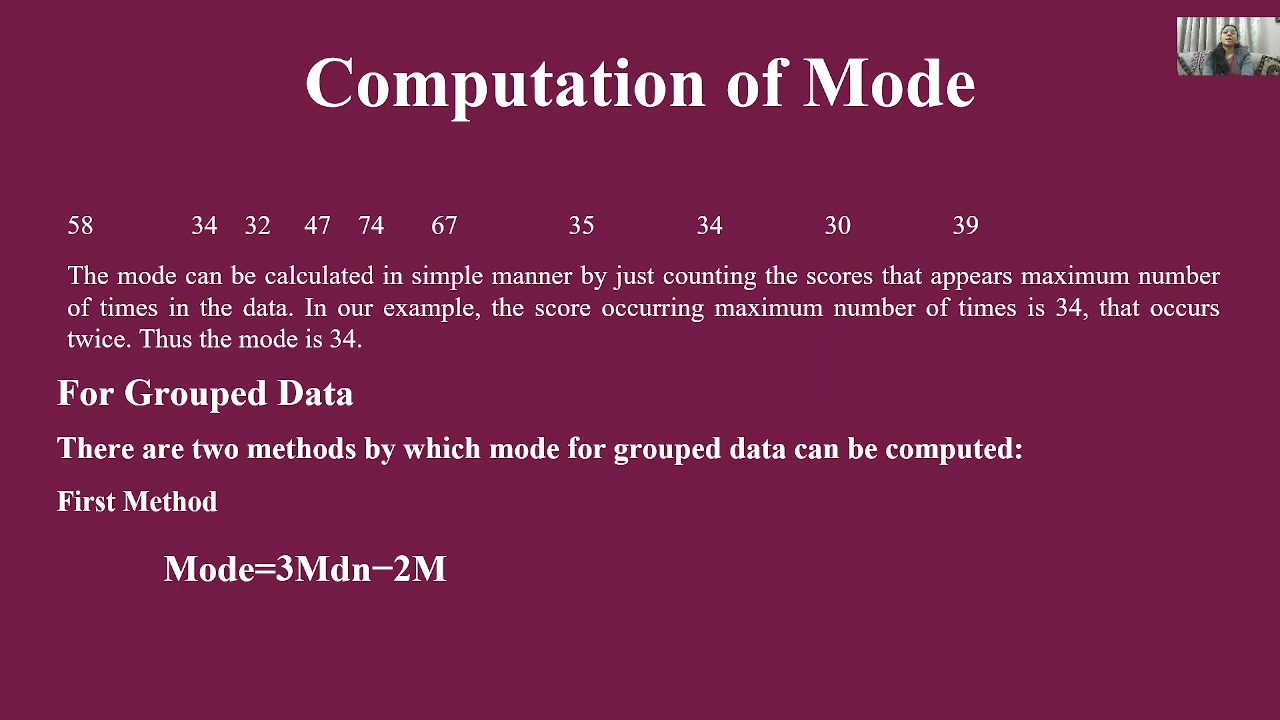 Computation of Mode
58 34 32 47 74 67 35 34 30 39
The mode can be calculated in simple manner by just counting the scores that appears maximum number
of times in the data. In our example, the score occurring maximum number of times is 34, that occurs
twice. Thus the mode is 34.
For Grouped Data
There are two methods by which mode for grouped data can be computed:
First Method
Mode=3Mdn−2M